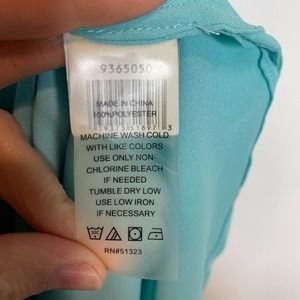 9365050
MADE IN CHINA
100% POLYESTER
MACHINE WASH COLD
WITH LIKE COLORS
USE ONLY NON-
CHLORINE BLEACH
IF NEEDED
TUMBLE DRY LOW
USE LOW IRON
IF NECESSARY
RN#51323